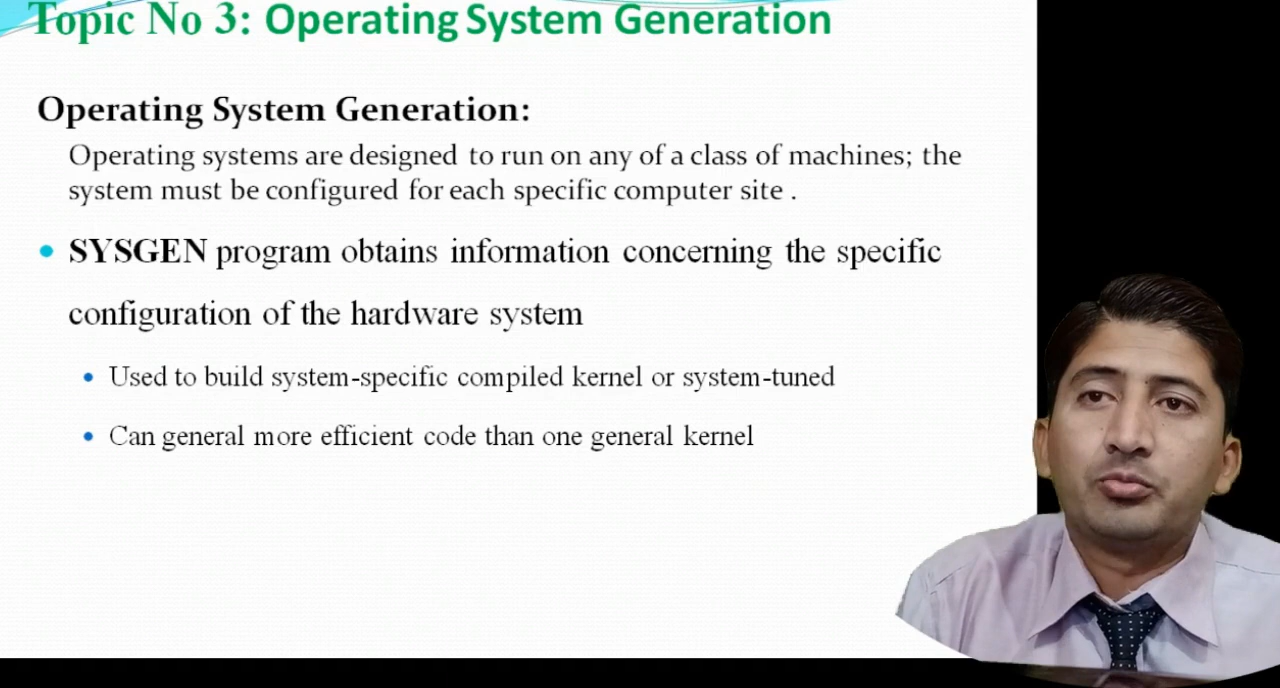 Topic No 3: Operating System Generation
Operating System Generation:
Operating systems are designed to run on any of a class of machines; the
system must be configured for each specific computer site .
SYSGEN program obtains information concerning the specific
configuration of the hardware system
Used to build system-specific compiled kernel or system-tuned
Can general more efficient code than one general kernel